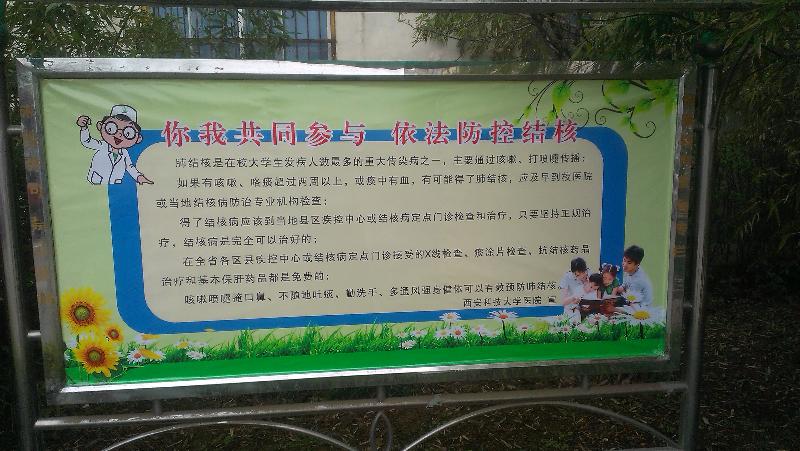 你我共同参与 依法防控结核
肺结核是在校大学生发病人数最多的重大传染病之一，主要通过咳嗽、打喷嚏传播；
如果有咳嗽、咯痰超过两周以上，或痰中有血，有可能得了肺结核，应及早到校医院
或当地结核病防治专业机构检查；
得了结核病应该到当地县区疾控中心或结核病定点门诊检查和治疗，只要坚持正规治
疗，结核病是完全可以治好的；
在全省各区县疾控中心或结核病定点门诊接受的X线检查、痰涂片检查、抗结核药品
治疗和基本保肝药品都是免费的；
咳嗽喷嚏掩口鼻、不随地吐痰、勤洗手、多通风强身健体可以有效预防肺结核。
西安科技大学医院 宣